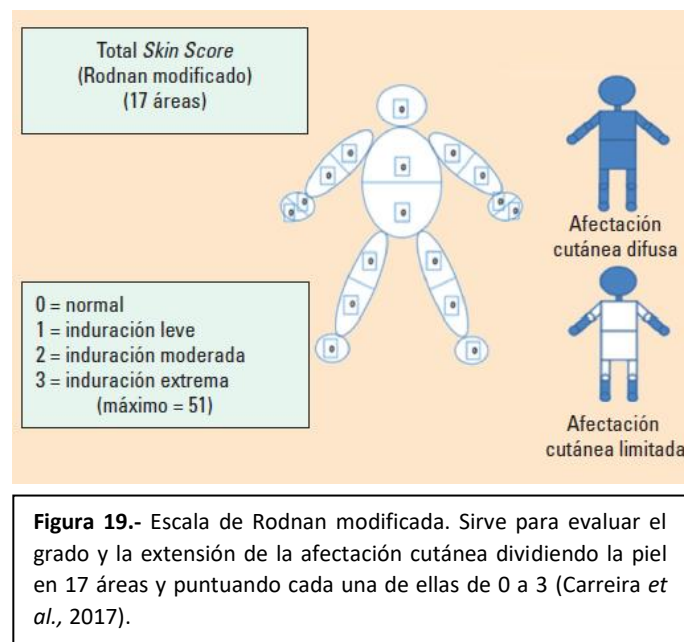 Total Skin Score
(Rodnan modificado)
(17 áreas)
Afectación
cutánea difusa
0 = normal
1 = induración leve
2 = induración moderada
3 = induración extrema
(máximo = 51)
Afectación
cutánea limitada
Figura 19.- Escala de Rodnan modificada. Sirve para evaluar el
grado y la extensión de la afectación cutánea dividiendo la piel
en 17 áreas y puntuando cada una de ellas de 0 a 3 (Carreira et
al., 2017).